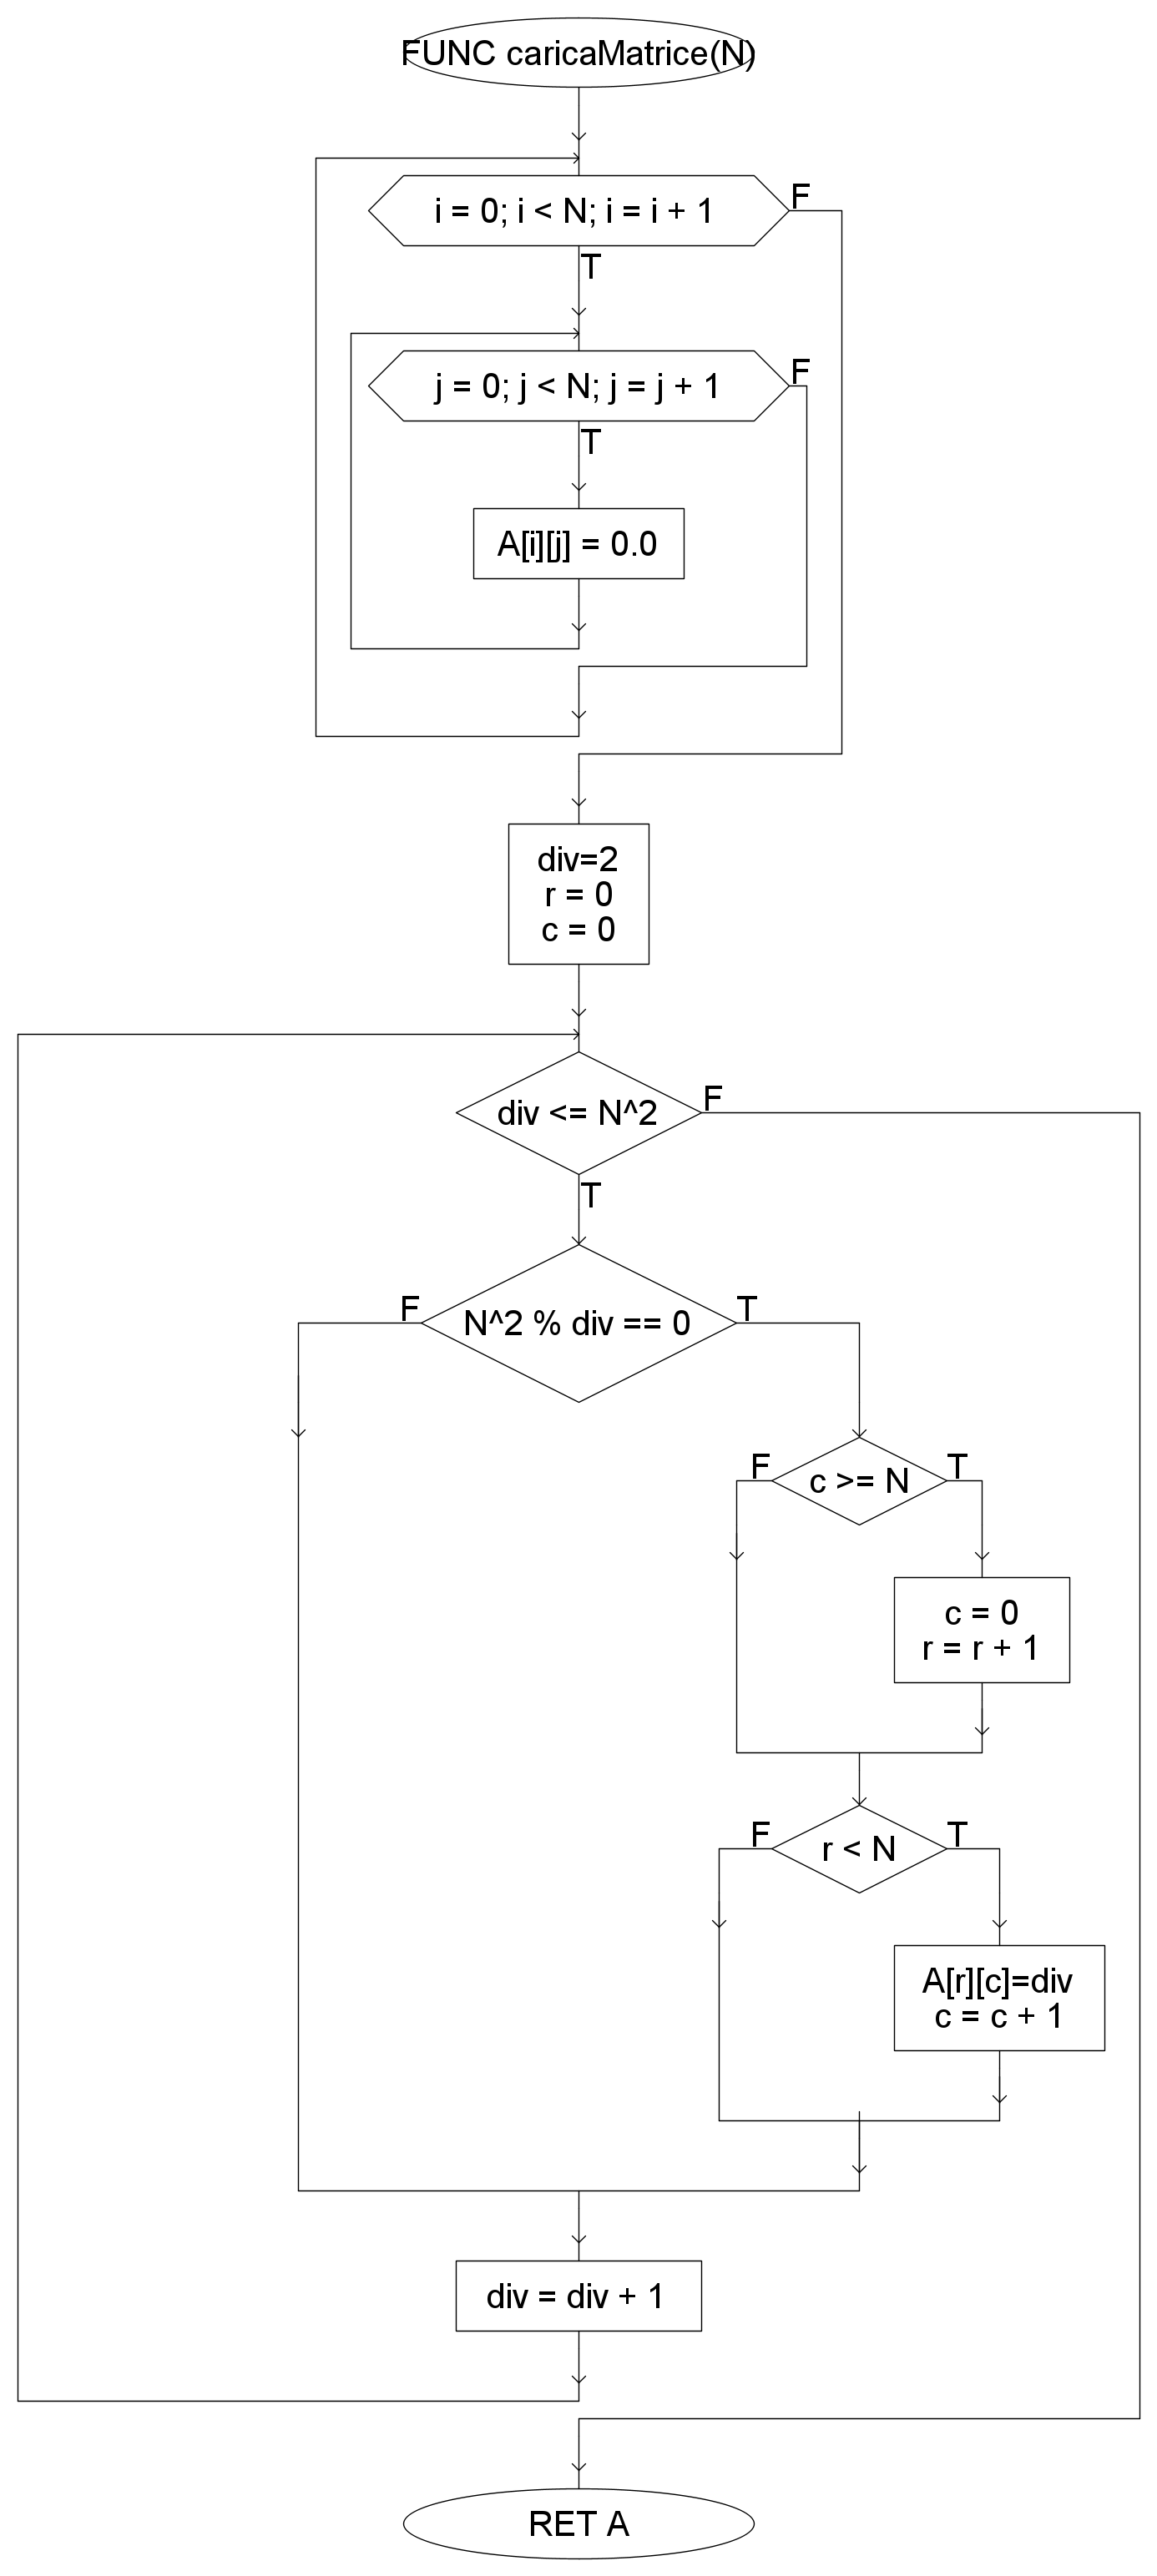 FUNC caricaMatrice(N)
i = 0; i < N; i = i + 1
F
T
j = 0; j < N; j = j + 1
F
T
A[i][j] = 0.0
div=2
r = 0
c = 0
div <= N^2
F
T
F
N^2 % div == 0
T
F
c >= N
T
c = 0
r = r + 1
F
r < N
T
A[r][c]=div
c = c + 1
div = div + 1
RET A